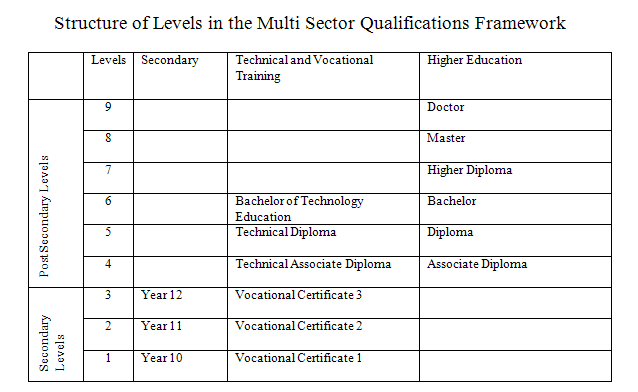 Structure of Levels in the Multi Sector Qualifications Framework
Levels Secondary Technical and Vocational Higher Education
Training
Post Secondary Levels
9 Doctor
8 Master
7 Higher Diploma
6 Bachelor of Technology Bachelor
Education
5 Technical Diploma Diploma
4 Technical Associate Diploma Associate Diploma
Secondary
Levels
3 Year 12 Vocational Certificate 3
2 Year 11 Vocational Certificate 2
1 Year 10 Vocational Certificate 1